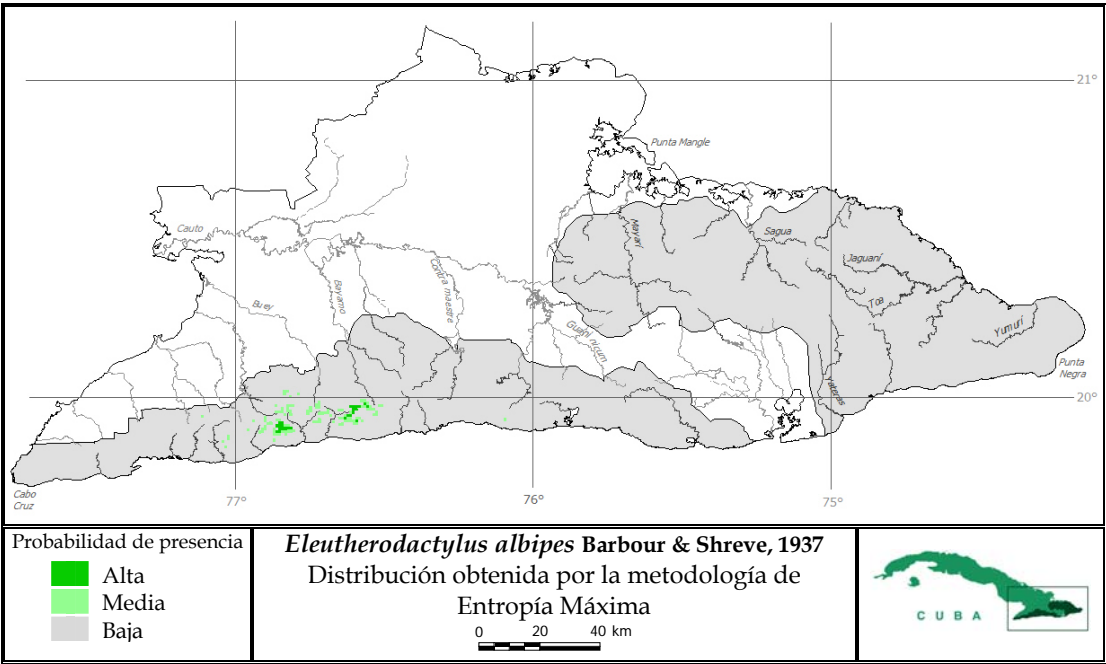 21°
Punta Mangle
Cauto
Mayarí
Sagua
Contra maestre
Jaguaní
Bayamo
Buey
Toa
Yumurí
Punta
Negra
20°
Yateras
Cabo
Cruz
77°
76°
75°
Probabilidad de presencia
Alta
Media
Baja
Eleutherodactylus albipes Barbour & Shreve, 1937
Distribución obtenida por la metodología de
Entropía Máxima
0 20 40 km
CUBA